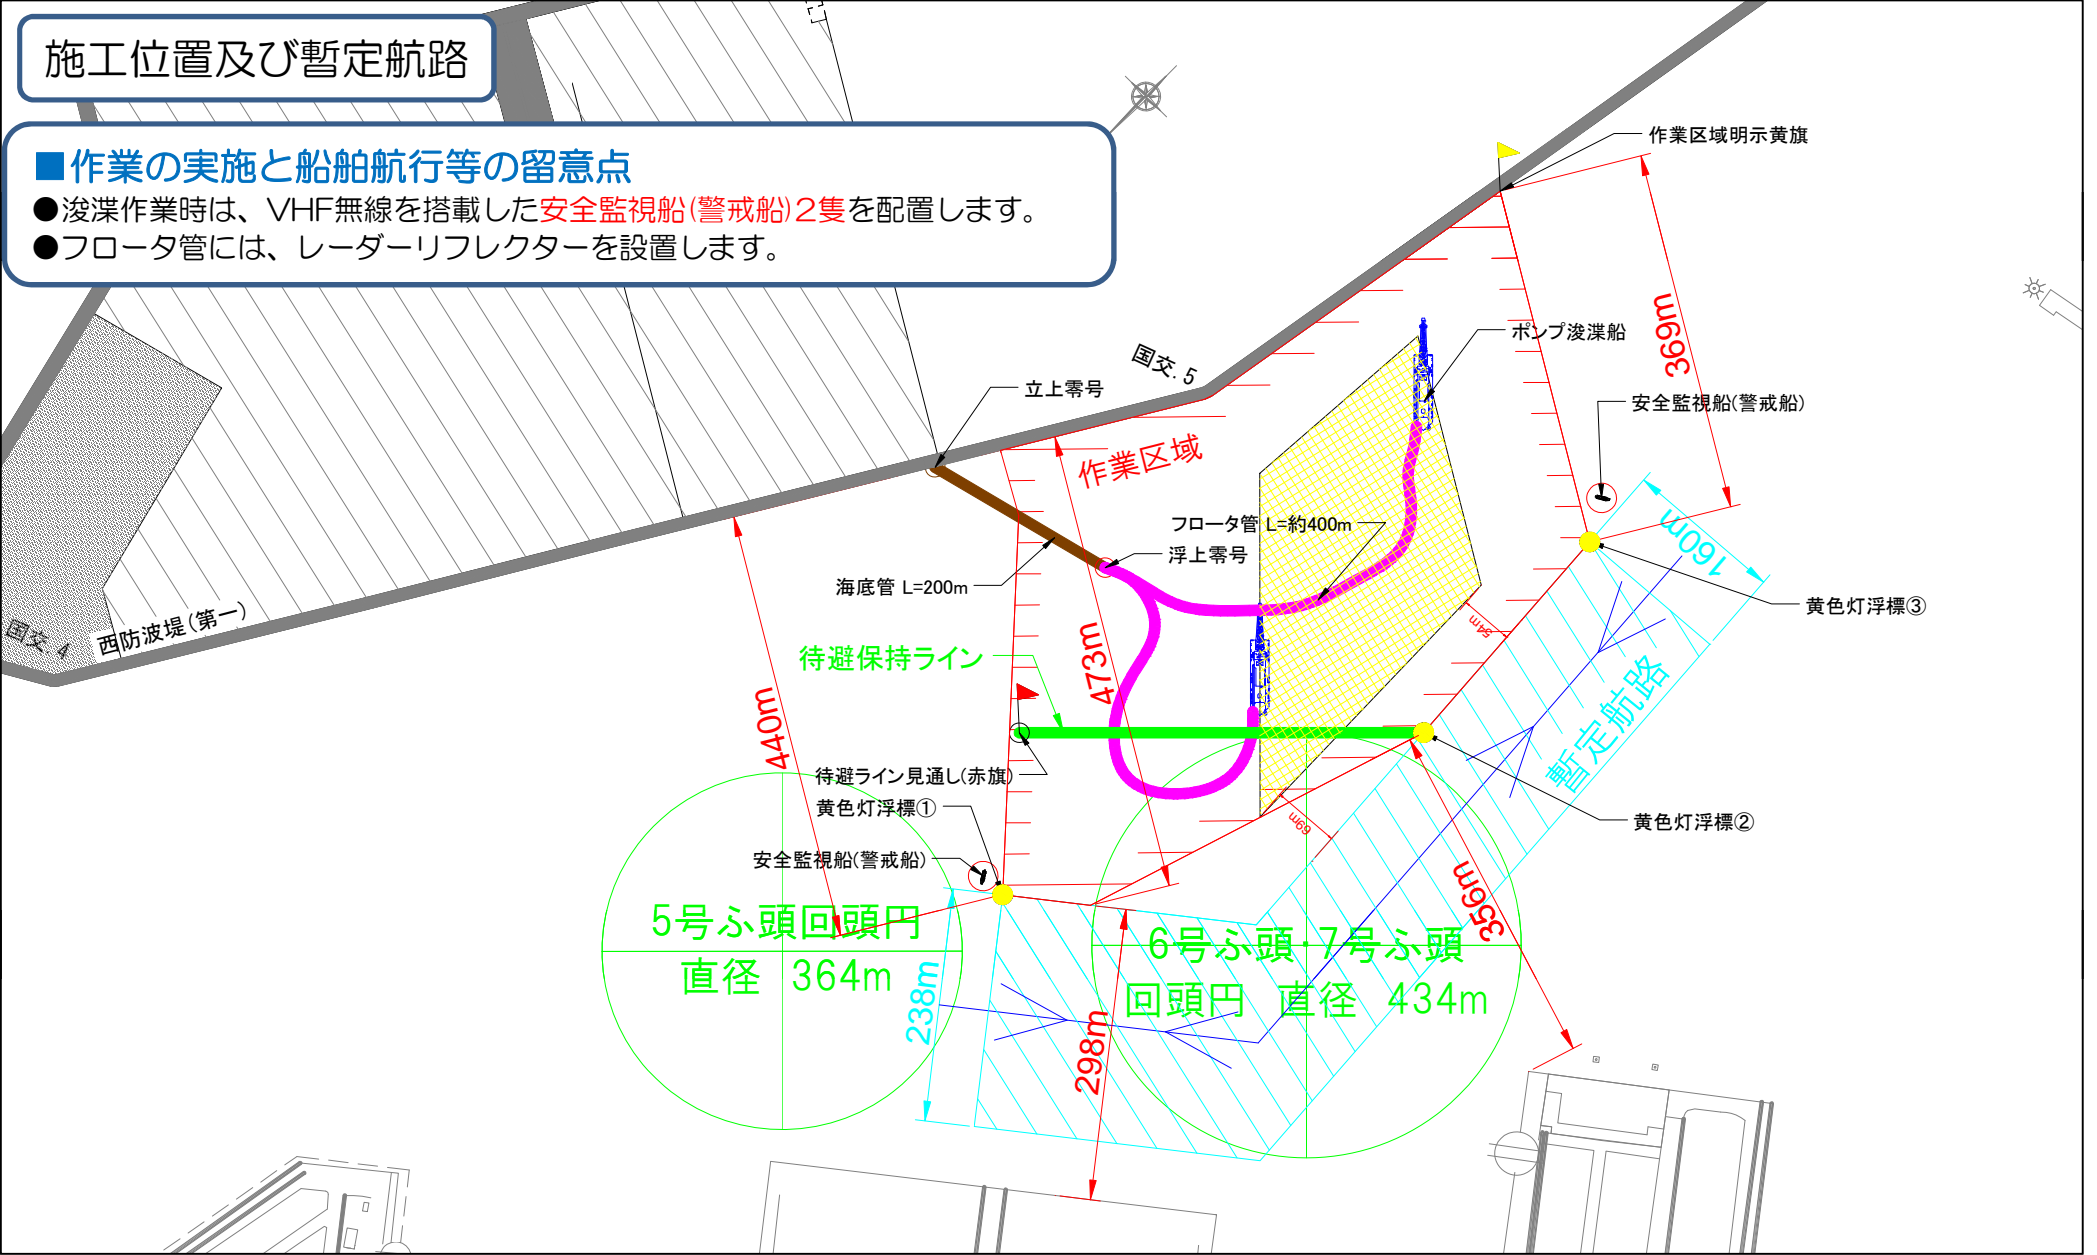 施工位置及び暫定航路
■作業の実施と船舶航行等の留意点
●浚渫作業時は、VHF無線を搭載した安全監視船(警戒船)2隻を配置します。
●フロータ管には、レーダーリフレクターを設置します。
作業区域明示黄旗
369m
ポンプ浚渫船
国交.5
立上零号
安全監視船(警戒船)
作業区域
160m
フロータ管 L=約400m
浮上零号
海底管 L=200m
黄色灯浮標③
西防波堤(第一)
国交 4
54m
待避保持ライン
473m
440m
暫定航路
待避ライン見通し(赤旗)
黄色灯浮標①
69m
黄色灯浮標②
安全監視船(警戒船)
356m
5号ふ頭回頭円
直径 364m
6号ふ頭・7号ふ頭
回頭円 直径 434m
238m
298m